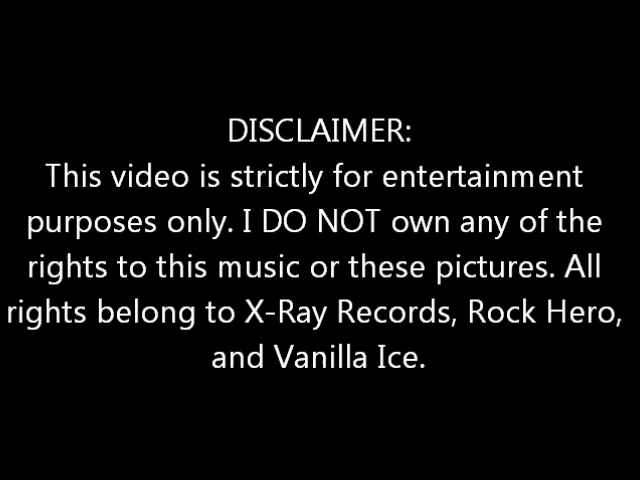 DISCLAIMER:
This video is strictly for entertainment
purposes only. I DO NOT own any of the
rights to this music or these pictures. All
rights belong to X-Ray Records, Rock Hero,
and Vanilla Ice.